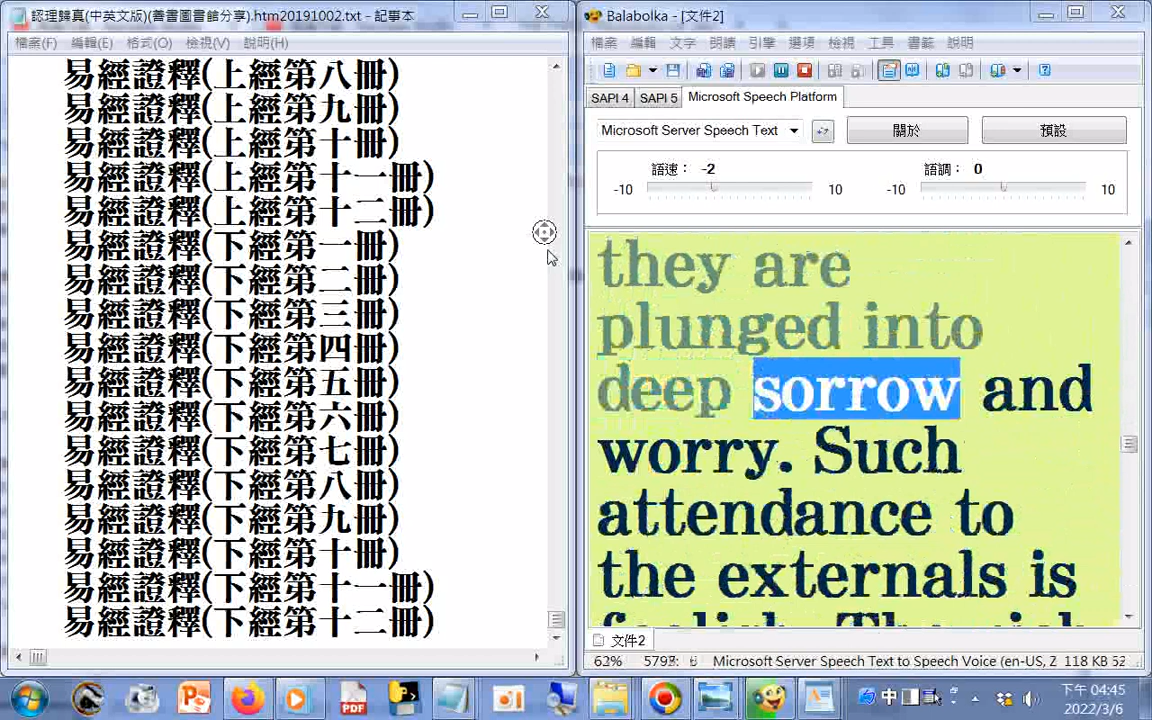 認理歸真(中英文版)(善書圖書館分享).htm20191002.txt - 記事本
檔案(F) 編輯(E) 格式(O) 檢視(V) 說明(H)
易經證釋(上經第八冊)
易經證釋(上經第九冊)
易經證釋(上經第十冊)
易經證釋(上經第十一冊)
易經證釋(上經第十二冊)
易經證釋(下經第一冊)
易經證釋(下經第二冊)
易經證釋(下經第三冊)
易經證釋(下經第四冊)
易經證釋(下經第五冊)
易經證釋(下經第六冊)
易經證釋(下經第七冊)
易經證釋(下經第八冊)
易經證釋(下經第九冊)
易經證釋(下經第十冊)
易經證釋(下經第十一冊)
易經證釋(下經第十二冊)
Balabolka - [文件2]
檔案 編輯 文字 朗讀 引擎 選項 檢視 工具 書籤 說明
SAPI 4 SAPI 5 Microsoft Speech Platform
Microsoft Server Speech Text 關於 預設
語速： -2 語調： 0
-10 10 -10 10
they are
plunged into
deep sorrow and
worry. Such
attendance to
the externals is
文件2
62% Microsoft Server Speech Text to Speech Voice (en-US, Z 118 KB 52
PDF 中 下午 04:45
2022/3/6